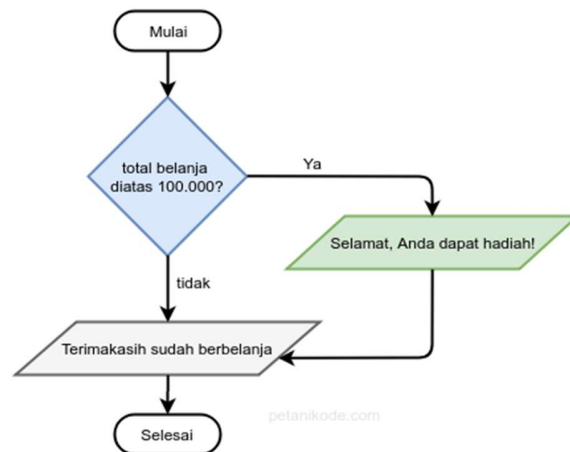 Mulai
total belanja
diatas 100.000?
Ya
Selamat, Anda dapat hadiah!
tidak
Terimakasih sudah berbelanja
petanikode.com
Selesai